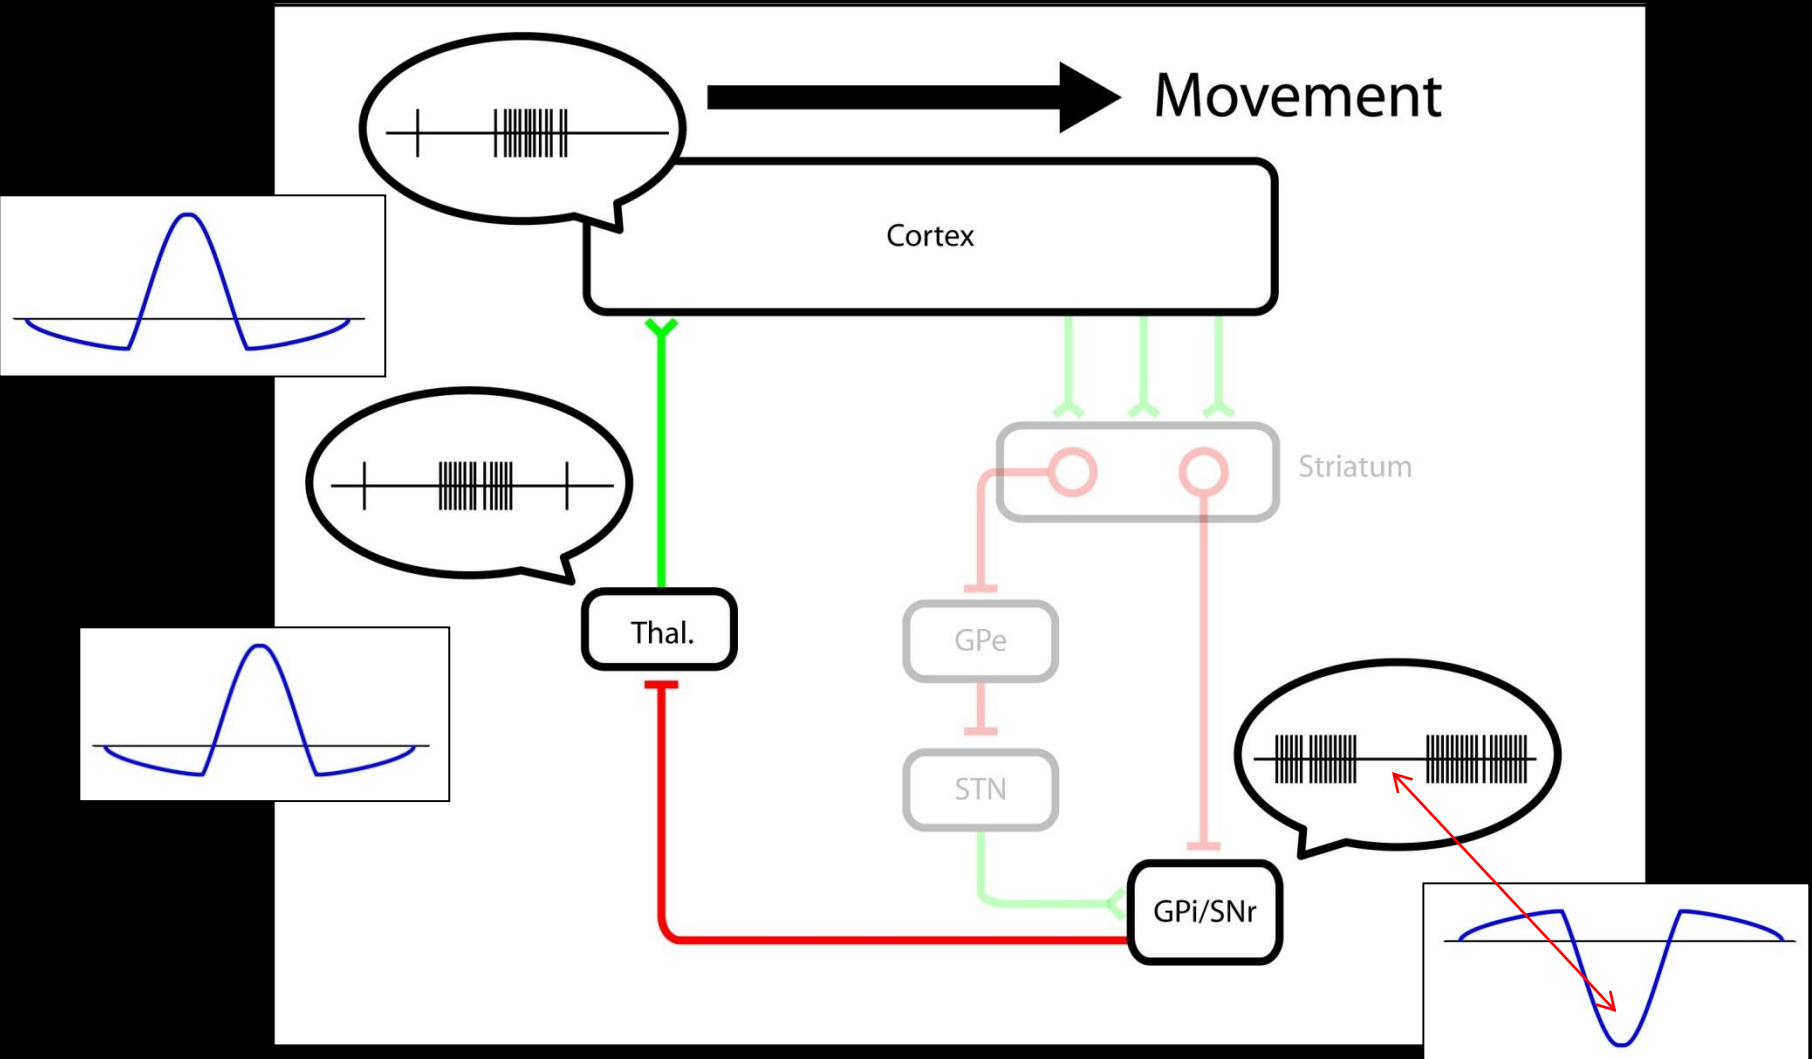 Movement
Cortex
Striatum
Thal.
GPe
STN
GPi/SNr